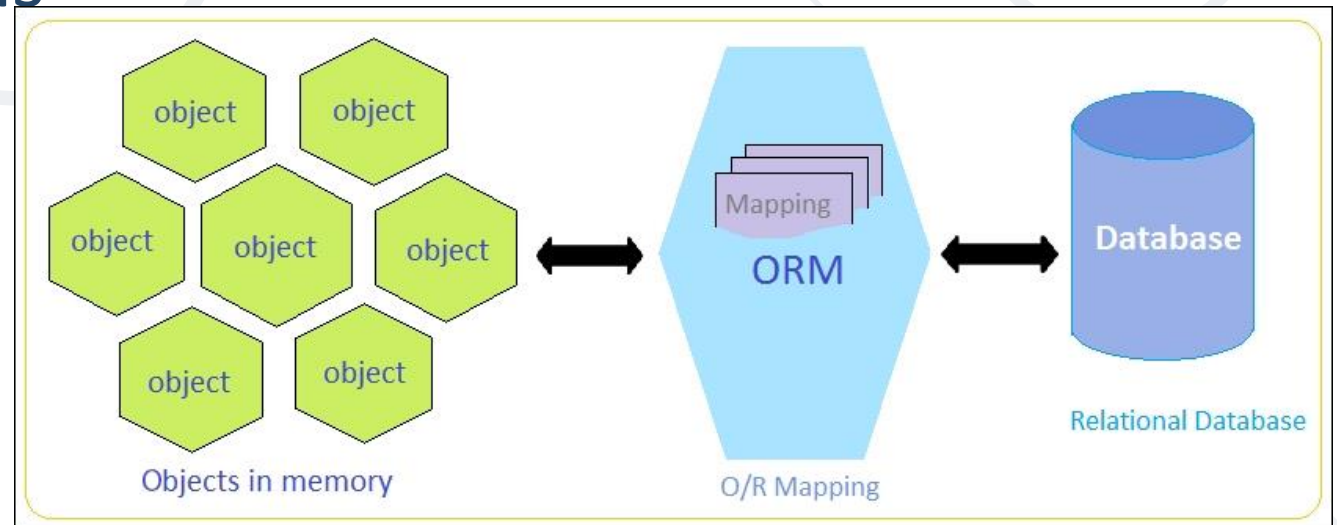 object
object
object
object
object
object
object
Objects in memory
Mapping
ORM
O/R Mapping
Database
Relational Database